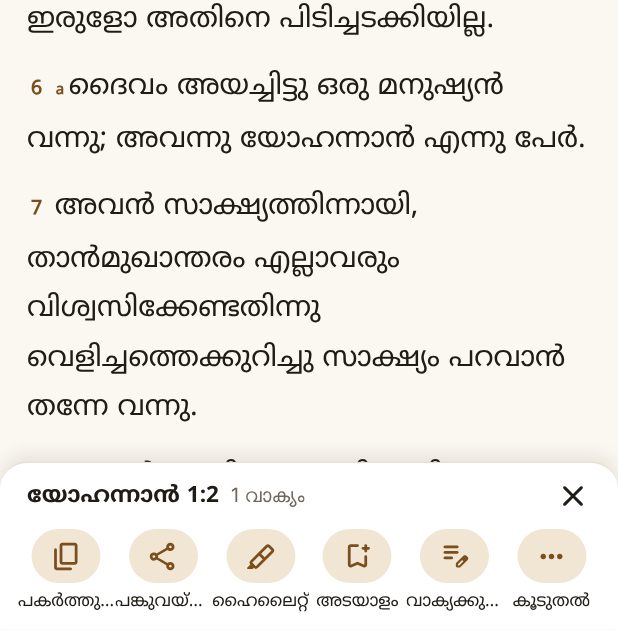 ഇരുളോ അതിനെ പിടിച്ചടക്കിയില്ല.
6 a ദൈവം അയച്ചിട്ടു ഒരു മനുഷ്യൻ
വന്നു; അവന്നു യോഹന്നാൻ എന്നു പേർ.
7 അവൻ സാക്ഷ്യത്തിന്നായി,
താൻമുഖാന്തരം എല്ലാവരും
വിശ്വസിക്കേണ്ടതിന്നു
വെളിച്ചത്തെക്കുറിച്ചു സാക്ഷ്യം പറവാൻ
തന്നേ വന്നു.
യോഹന്നാൻ 1:2 1 വാക്യം
പകർത്തു... പങ്കുവയ്... ഹൈലൈറ്റ് അടയാളം വാക്യക്കു... കൂടുതൽ